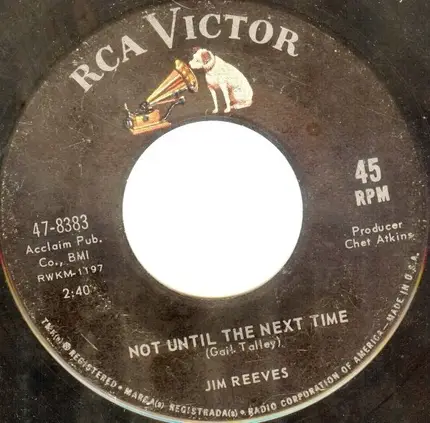 RCA VICTOR
45
RPM
47-8383
Acclaim Pub.
Co., BMI
RWKM-1197
2:40
Producer
Chet Atkins
NOT UNTIL THE NEXT TIME
(Gail Talley)
JIM REEVES
TMK(s) ® REGISTERED • MARCA(s) REGISTRADA(s) • RADIO CORPORATION OF AMERICA—MADE IN U.S.A.